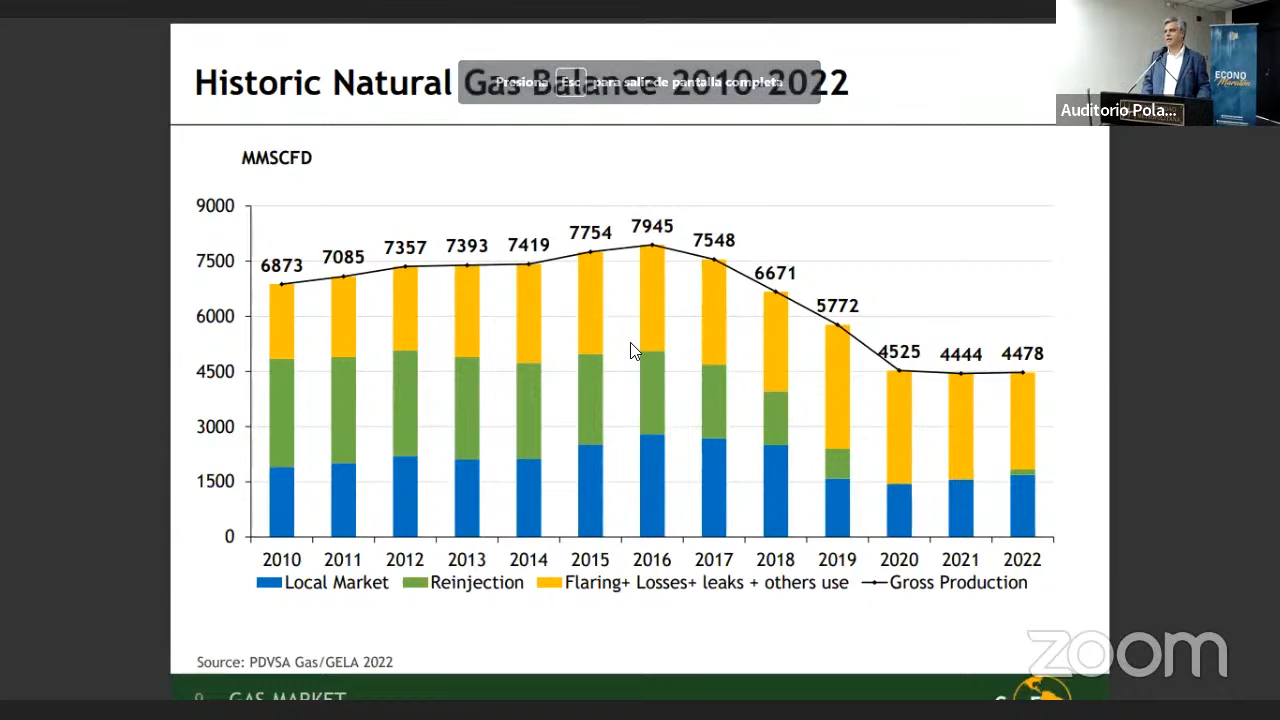 Historic Natural Gas Balance 2010-2022
Presiona Esc para salir de pantalla completa
ECONO
Auditorio Pola...
MMSCFD
9000
7500
6000
4500
3000
1500
0
6873
7085
7357
7393
7419
7754
7945
7548
6671
5772
4525
4444
4478
2010 2011 2012 2013 2014 2015 2016 2017 2018 2019 2020 2021 2022
Local Market Reinjection Flaring+ Losses+ leaks + others use Gross Production
zoom
Source: PDVSA Gas/GELA 2022
9 GAS MARKET